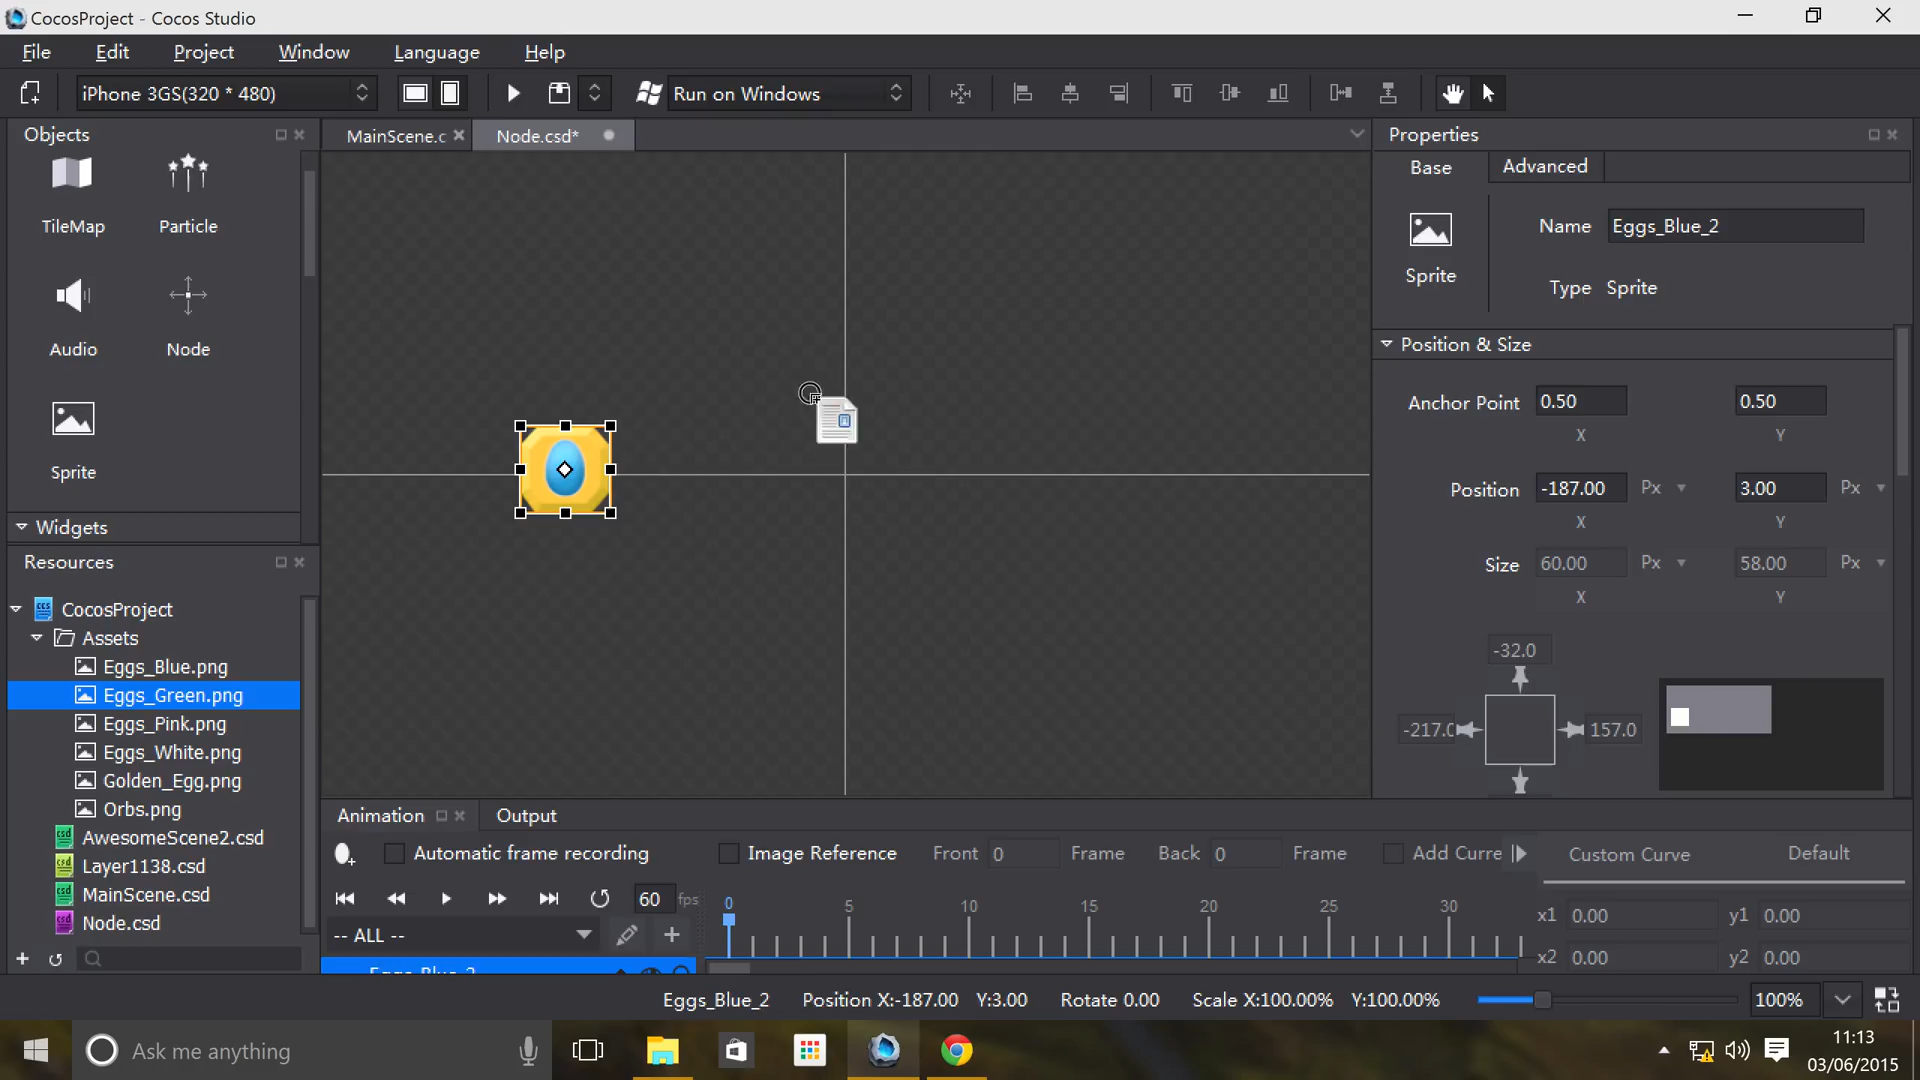 CocosProject - Cocos Studio
File Edit Project Window Language Help
iPhone 3GS(320 * 480) Run on Windows
Objects
TileMap Particle
Audio Node
Sprite
Widgets
Resources
CocosProject
Assets
Eggs_Blue.png
Eggs_Green.png
Eggs_Pink.png
Eggs_White.png
Golden_Egg.png
Orbs.png
AwesomeScene2.csd
Layer1138.csd
MainScene.csd
Node.csd
MainScene.c Node.csd*
Properties
Base Advanced
Sprite
Name Eggs_Blue_2
Type Sprite
Position & Size
Anchor Point 0.50 0.50
X Y
Position -187.00 Px 3.00 Px
X Y
Size 60.00 Px 58.00 Px
X Y
-32.0
-217.0 157.0
Animation Output
Automatic frame recording Image Reference Front 0 Frame Back 0 Frame Add Curre Custom Curve Default
60 fps 0 5 10 15 20 25 30
x1 0.00 y1 0.00
-- ALL --
x2 0.00 y2 0.00
Eggs_Blue_2
Eggs_Blue_2 Position X:-187.00 Y:3.00 Rotate 0.00 Scale X:100.00% Y:100.00% 100%
Ask me anything
11:13
03/06/2015